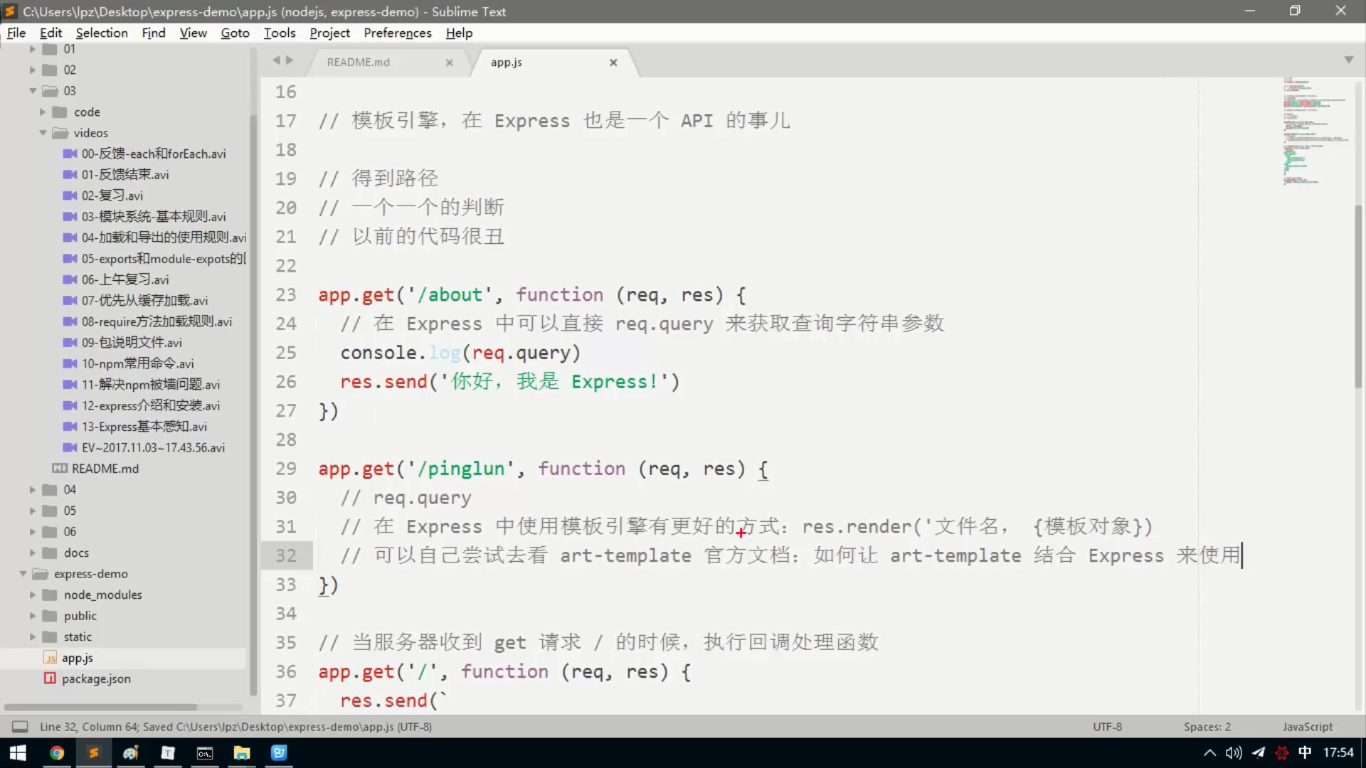 C:\Users\lpz\Desktop\express-demo\app.js (nodejs, express-demo) - Sublime Text
File Edit Selection Find View Goto Tools Project Preferences Help
01
02
03
code
videos
00-反馈-each和forEach.avi
01-反馈结束.avi
02-复习.avi
03-模块系统-基本规则.avi
04-加载和导出的使用规则.avi
05-exports和module-expots的
06-上午复习.avi
07-优先从缓存加载.avi
08-require方法加载规则.avi
09-包说明文件.avi
10-npm常用命令.avi
11-解决npm被墙问题.avi
12-express介绍和安装.avi
13-Express基本感知.avi
EV~2017.11.03~17.43.56.avi
README.md
04
05
06
docs
express-demo
node_modules
public
static
app.js
package.json
README.md app.js
16
17 // 模板引擎，在 Express 也是一个 API 的事儿
18
19 // 得到路径
20 // 一个一个的判断
21 // 以前的代码很丑
22
23 app.get('/about', function (req, res) {
24 // 在 Express 中可以直接 req.query 来获取查询字符串参数
25 console.log(req.query)
26 res.send('你好，我是 Express!')
27 })
28
29 app.get('/pinglun', function (req, res) {
30 // req.query
31 // 在 Express 中使用模板引擎有更好的方式：res.render('文件名， {模板对象})
32 // 可以自己尝试去看 art-template 官方文档：如何让 art-template 结合 Express 来使用
33 })
34
35 // 当服务器收到 get 请求 / 的时候，执行回调处理函数
36 app.get('/', function (req, res) {
37 res.send(`
Line 32, Column 64; Saved C:\Users\lpz\Desktop\express-demo\app.js (UTF-8) UTF-8 Spaces: 2 JavaScript
中 17:54